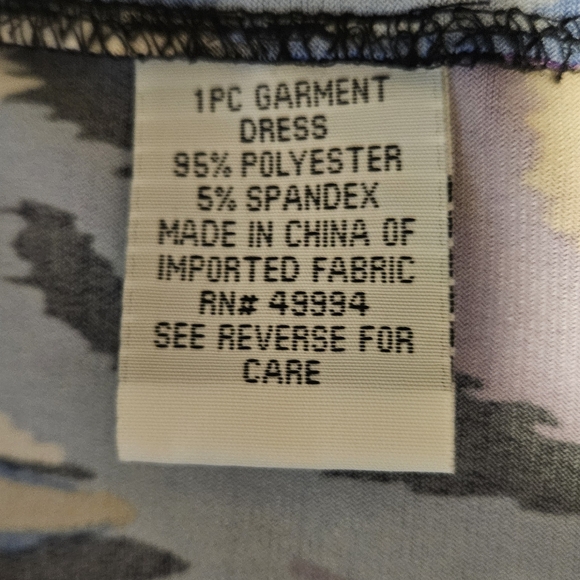 1PC GARMENT
DRESS
95% POLYESTER
5% SPANDEX
MADE IN CHINA OF
IMPORTED FABRIC
RN# 49994
SEE REVERSE FOR
CARE